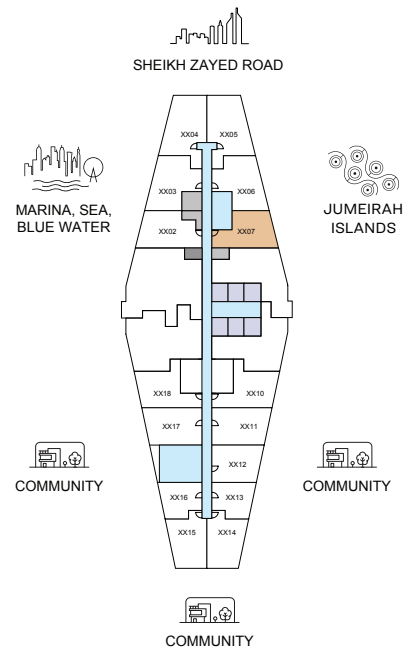 SHEIKH ZAYED ROAD
XX04
XX05
MARINA, SEA,
BLUE WATER
XX03
XX06
JUMEIRAH
ISLANDS
XX02
XX07
XX18
XX10
XX17
XX11
XX12
COMMUNITY
COMMUNITY
XX16
XX13
XX15
XX14
COMMUNITY